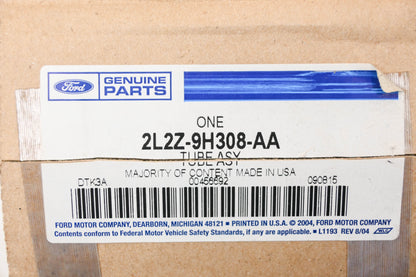 Ford
GENUINE
PARTS
ONE
2L2Z-9H308-AA
TUBE ASY
MAJORITY OF CONTENT MADE IN USA
DTK3A 00459592 090815
FORD MOTOR COMPANY, DEARBORN, MICHIGAN 48121 • PRINTED IN U.S.A. © 2004, FORD MOTOR COMPANY
Contents conform to Federal Motor Vehicle Safety Standards, if any are applicable. • L1193 REV 8/04